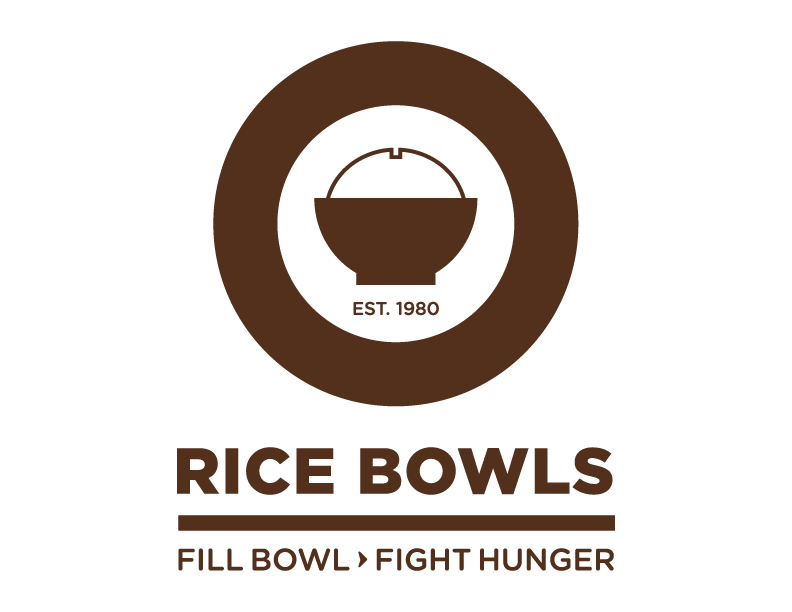 EST. 1980
RICE BOWLS
FILL BOWL › FIGHT HUNGER